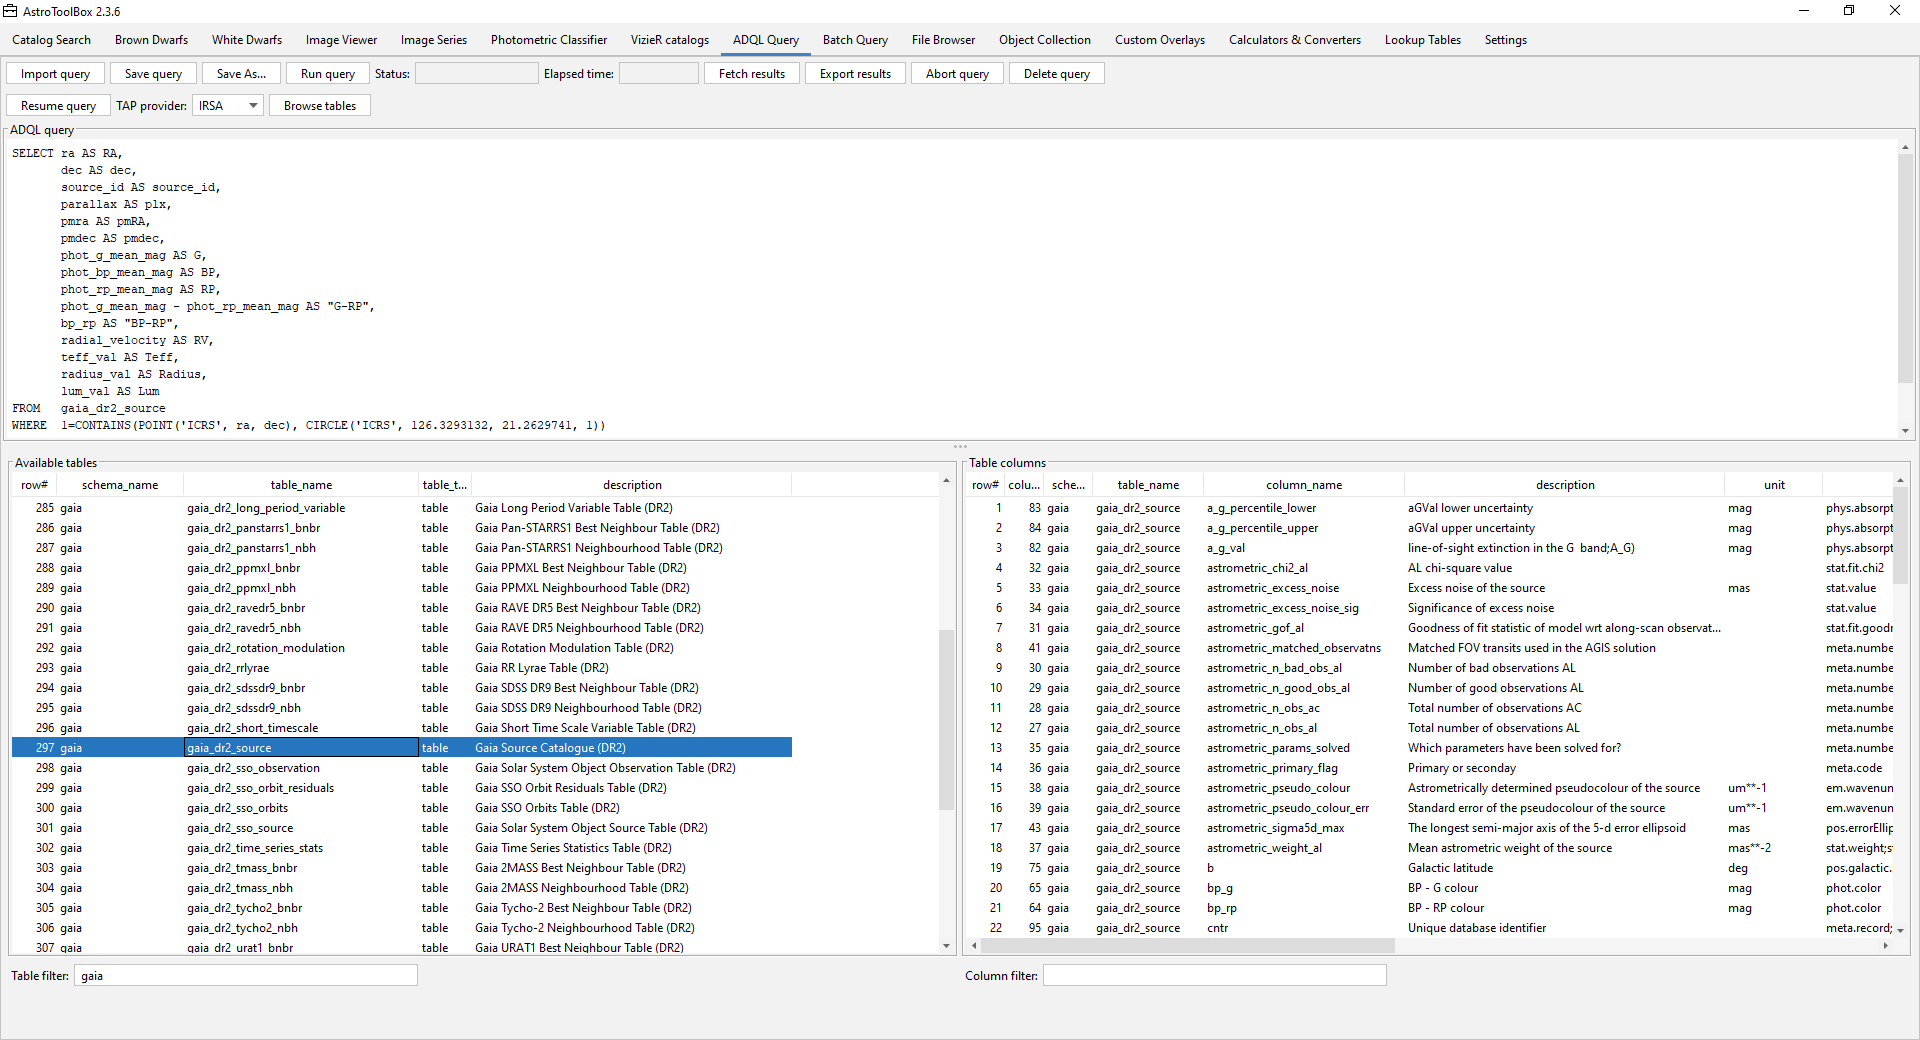 AstroToolBox 2.3.6
Catalog Search Brown Dwarfs White Dwarfs Image Viewer Image Series Photometric Classifier VizieR catalogs ADQL Query Batch Query File Browser Object Collection Custom Overlays Calculators & Converters Lookup Tables Settings
Import query Save query Save As... Run query Status: Elapsed time: Fetch results Export results Abort query Delete query
Resume query TAP provider: IRSA Browse tables
ADQL query
SELECT ra AS RA,
dec AS dec,
source_id AS source_id,
parallax AS plx,
pmra AS pmRA,
pmdec AS pmdec,
phot_g_mean_mag AS G,
phot_bp_mean_mag AS BP,
phot_rp_mean_mag AS RP,
phot_g_mean_mag - phot_rp_mean_mag AS "G-RP",
bp_rp AS "BP-RP",
radial_velocity AS RV,
teff_val AS Teff,
radius_val AS Radius,
lum_val AS Lum
FROM gaia_dr2_source
WHERE 1=CONTAINS(POINT('ICRS', ra, dec), CIRCLE('ICRS', 126.3293132, 21.2629741, 1))
Available tables
row# schema_name table_name table_t... description
285 gaia gaia_dr2_long_period_variable table Gaia Long Period Variable Table (DR2)
286 gaia gaia_dr2_panstarrs1_bnbr table Gaia Pan-STARRS1 Best Neighbour Table (DR2)
287 gaia gaia_dr2_panstarrs1_nbh table Gaia Pan-STARRS1 Neighbourhood Table (DR2)
288 gaia gaia_dr2_ppmxl_bnbr table Gaia PPMXL Best Neighbour Table (DR2)
289 gaia gaia_dr2_ppmxl_nbh table Gaia PPMXL Neighbourhood Table (DR2)
290 gaia gaia_dr2_ravedr5_bnbr table Gaia RAVE DR5 Best Neighbour Table (DR2)
291 gaia gaia_dr2_ravedr5_nbh table Gaia RAVE DR5 Neighbourhood Table (DR2)
292 gaia gaia_dr2_rotation_modulation table Gaia Rotation Modulation Table (DR2)
293 gaia gaia_dr2_rrlyrae table Gaia RR Lyrae Table (DR2)
294 gaia gaia_dr2_sdssdr9_bnbr table Gaia SDSS DR9 Best Neighbour Table (DR2)
295 gaia gaia_dr2_sdssdr9_nbh table Gaia SDSS DR9 Neighbourhood Table (DR2)
296 gaia gaia_dr2_short_timescale table Gaia Short Time Scale Variable Table (DR2)
297 gaia gaia_dr2_source table Gaia Source Catalogue (DR2)
298 gaia gaia_dr2_sso_observation table Gaia Solar System Object Observation Table (DR2)
299 gaia gaia_dr2_sso_orbit_residuals table Gaia SSO Orbit Residuals Table (DR2)
300 gaia gaia_dr2_sso_orbits table Gaia SSO Orbits Table (DR2)
301 gaia gaia_dr2_sso_source table Gaia Solar System Object Source Table (DR2)
302 gaia gaia_dr2_time_series_stats table Gaia Time Series Statistics Table (DR2)
303 gaia gaia_dr2_tmass_bnbr table Gaia 2MASS Best Neighbour Table (DR2)
304 gaia gaia_dr2_tmass_nbh table Gaia 2MASS Neighbourhood Table (DR2)
305 gaia gaia_dr2_tycho2_bnbr table Gaia Tycho-2 Best Neighbour Table (DR2)
306 gaia gaia_dr2_tycho2_nbh table Gaia Tycho-2 Neighbourhood Table (DR2)
307 gaia gaia_dr2_urat1_bnbr table Gaia URAT1 Best Neighbour Table (DR2)
Table filter: gaia
Table columns
row# colu... sche... table_name column_name description unit
1 83 gaia gaia_dr2_source a_g_percentile_lower aGVal lower uncertainty mag phys.absorpt
2 84 gaia gaia_dr2_source a_g_percentile_upper aGVal upper uncertainty mag phys.absorpt
3 82 gaia gaia_dr2_source a_g_val line-of-sight extinction in the G band;A_G) mag phys.absorpt
4 32 gaia gaia_dr2_source astrometric_chi2_al AL chi-square value stat.fit.chi2
5 33 gaia gaia_dr2_source astrometric_excess_noise Excess noise of the source mas stat.value
6 34 gaia gaia_dr2_source astrometric_excess_noise_sig Significance of excess noise stat.value
7 31 gaia gaia_dr2_source astrometric_gof_al Goodness of fit statistic of model wrt along-scan observat... stat.fit.goodn
8 41 gaia gaia_dr2_source astrometric_matched_observatns Matched FOV transits used in the AGIS solution meta.numbe
9 30 gaia gaia_dr2_source astrometric_n_bad_obs_al Number of bad observations AL meta.numbe
10 29 gaia gaia_dr2_source astrometric_n_good_obs_al Number of good observations AL meta.numbe
11 28 gaia gaia_dr2_source astrometric_n_obs_ac Total number of observations AC meta.numbe
12 27 gaia gaia_dr2_source astrometric_n_obs_al Total number of observations AL meta.numbe
13 35 gaia gaia_dr2_source astrometric_params_solved Which parameters have been solved for? meta.numbe
14 36 gaia gaia_dr2_source astrometric_primary_flag Primary or seconday meta.code
15 38 gaia gaia_dr2_source astrometric_pseudo_colour Astrometrically determined pseudocolour of the source um**-1 em.wavenun
16 39 gaia gaia_dr2_source astrometric_pseudo_colour_err Standard error of the pseudocolour of the source um**-1 em.wavenun
17 43 gaia gaia_dr2_source astrometric_sigma5d_max The longest semi-major axis of the 5-d error ellipsoid mas pos.errorEllip
18 37 gaia gaia_dr2_source astrometric_weight_al Mean astrometric weight of the source mas**-2 stat.weight;s
19 75 gaia gaia_dr2_source b Galactic latitude deg pos.galactic.
20 65 gaia gaia_dr2_source bp_g BP - G colour mag phot.color
21 64 gaia gaia_dr2_source bp_rp BP - RP colour mag phot.color
22 95 gaia gaia_dr2_source cntr Unique database identifier meta.record;
Column filter: